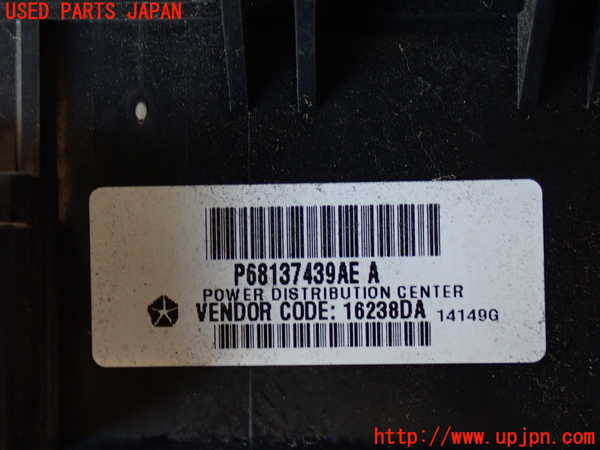 USED PARTS JAPAN
P68137439AE A
POWER DISTRIBUTION CENTER
VENDOR CODE: 16238DA 14149G
http://www.upjpn.com